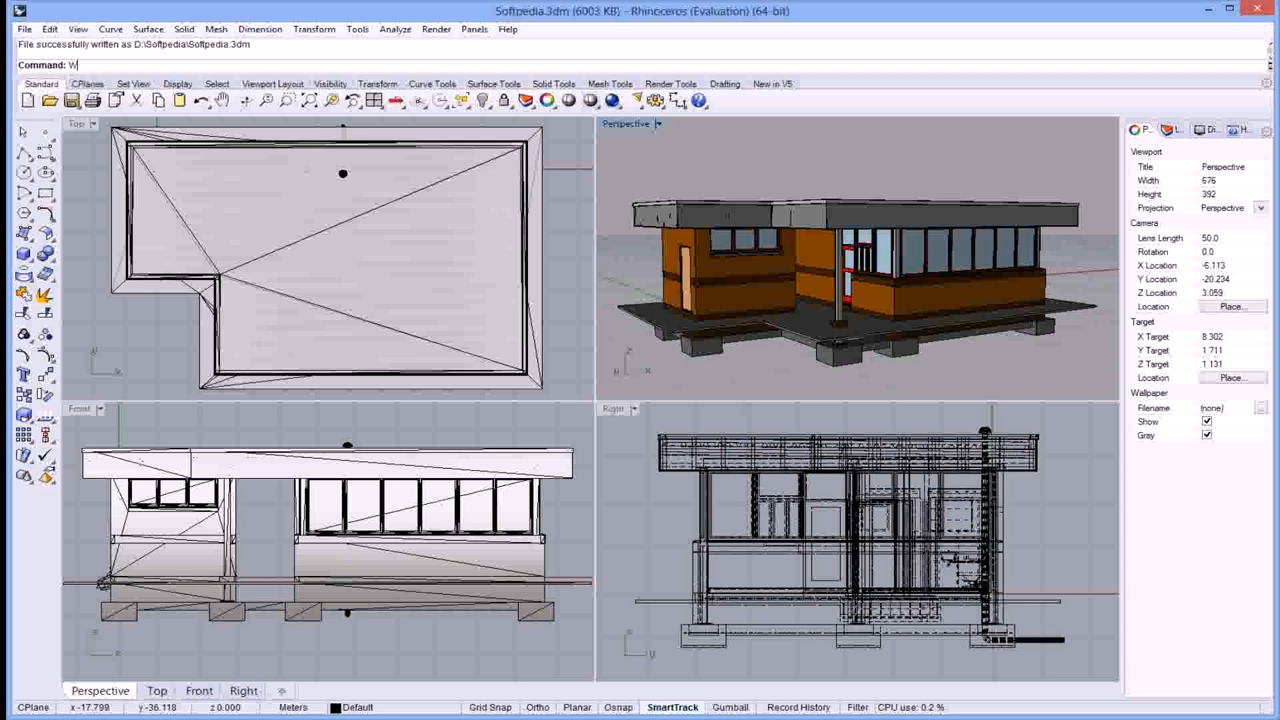 Softpedia.3dm (6003 KB) - Rhinoceros (Evaluation) (64-bit)
File Edit View Curve Surface Solid Mesh Dimension Transform Tools Analyze Render Panels Help
File successfully written as D:\Softpedia\Softpedia.3dm
Command: W
Standard CPlanes Set View Display Select Viewport Layout Visibility Transform Curve Tools Surface Tools Solid Tools Mesh Tools Render Tools Drafting New in V5
Top
Perspective
P... L... Di... H...
Viewport
Title Perspective
Width 676
Height 392
Projection Perspective
Camera
Lens Length 50.0
Rotation 0.0
X Location -6.113
Y Location -20.234
Z Location 3.059
Location Place...
Target
X Target 8.302
Y Target 1.711
Z Target 1.131
Location Place...
Wallpaper
Filename (none) ...
Show
Gray
Front
Right
Perspective Top Front Right
CPlane x -17.799 y -36.118 z 0.000 Meters Default Grid Snap Ortho Planar Osnap SmartTrack Gumball Record History Filter CPU use: 0.2 %